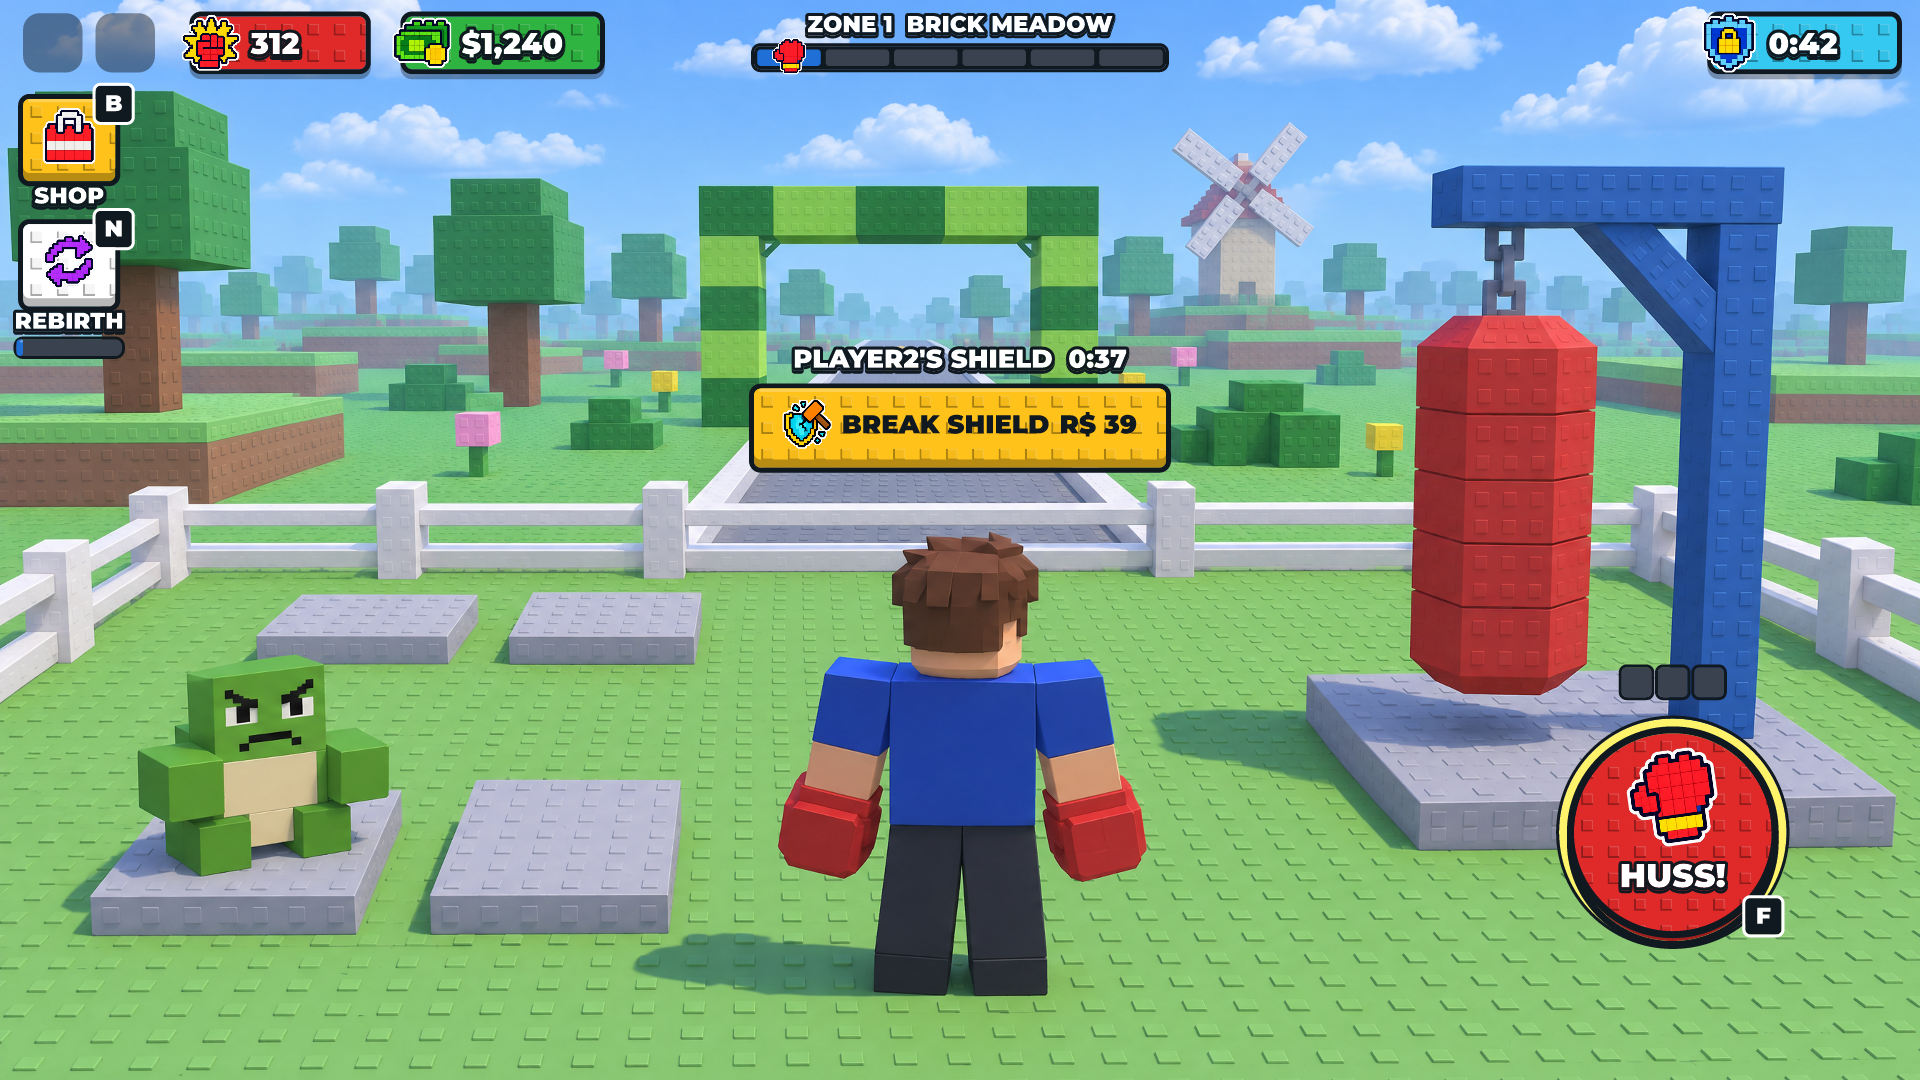 312
$1,240
ZONE 1 BRICK MEADOW
0:42
B
SHOP
N
REBIRTH
PLAYER2'S SHIELD 0:37
BREAK SHIELD R$ 39
HUSS!
F